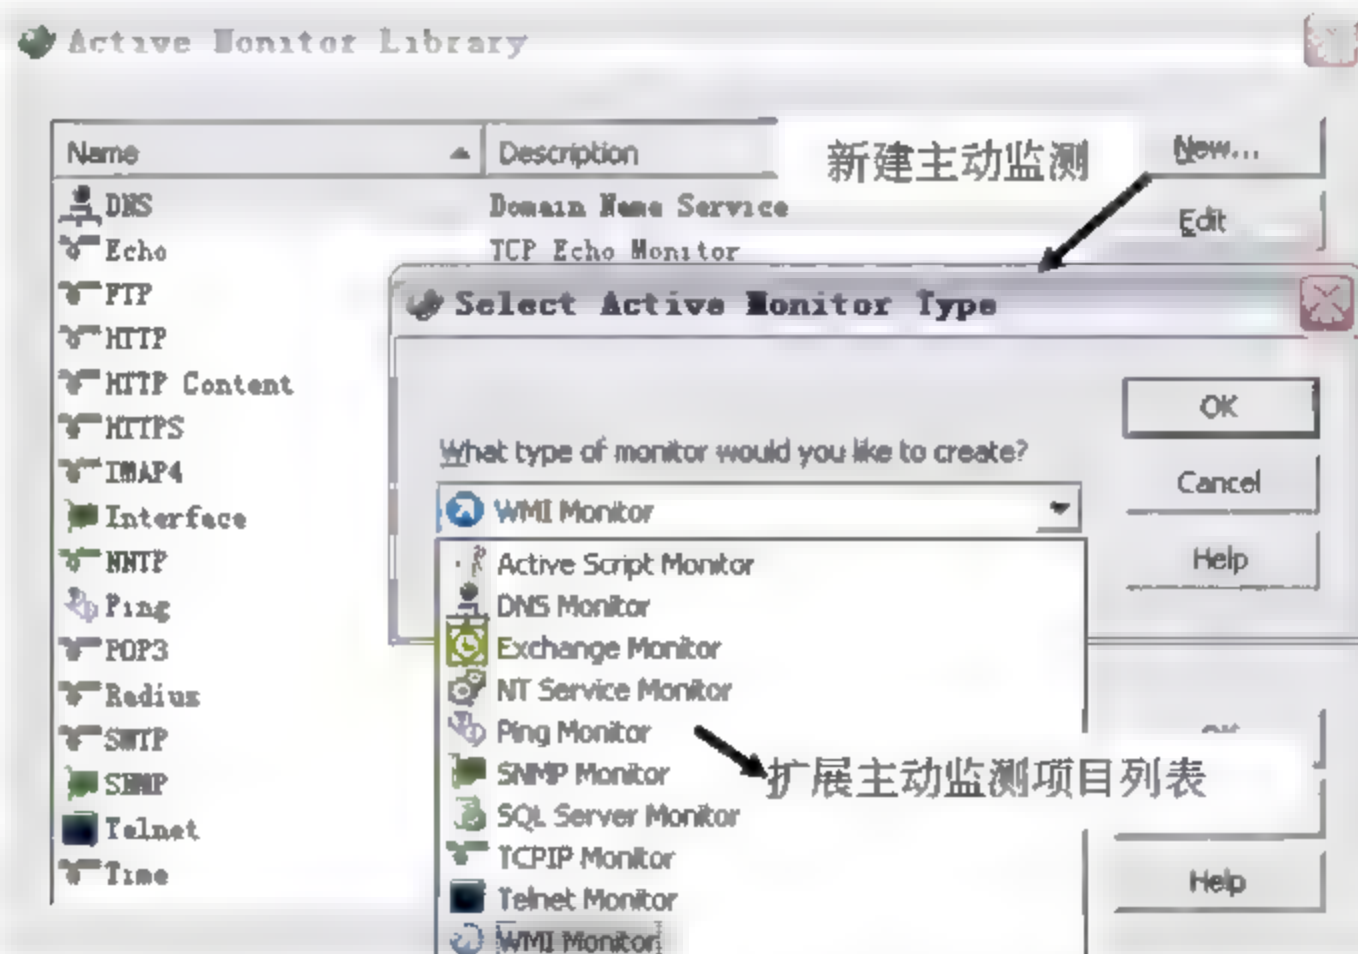 Active Monitor Library
Name Description 新建主动监测 New...
DNS Domain Name Service Edit
Echo TCP Echo Monitor
FTP
Select Active Monitor Type
HTTP
HTTP Content OK
HTTPS What type of monitor would you like to create?
IMAP4 Cancel
Interface WMI Monitor
NNTP Active Script Monitor Help
Ping DNS Monitor
POP3 Exchange Monitor
Radius NT Service Monitor
SMTP Ping Monitor OK
SNMP SNMP Monitor 扩展主动监测项目列表
Telnet SQL Server Monitor
TCPIP Monitor
Time Telnet Monitor Help
WMI Monitor